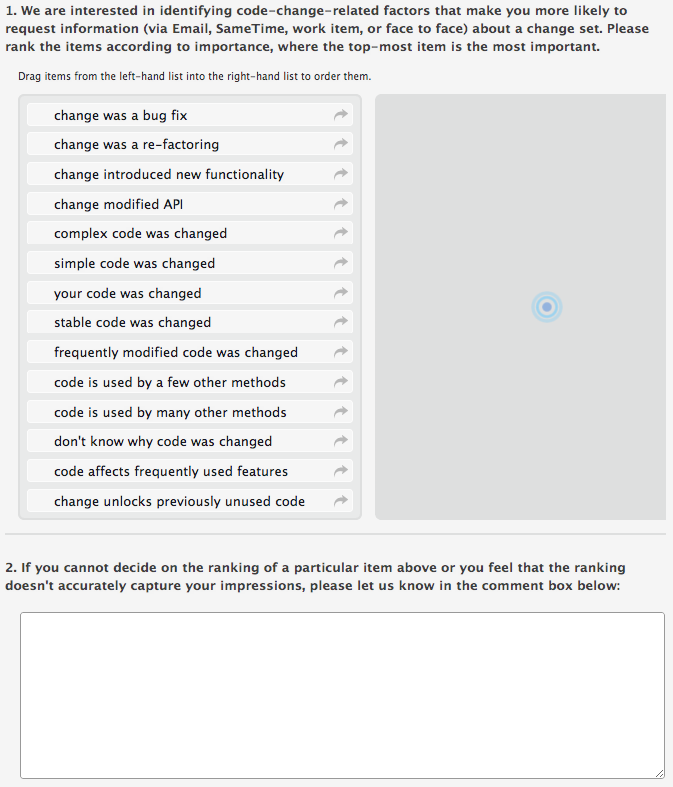 1. We are interested in identifying code-change-related factors that make you more likely to
request information (via Email, SameTime, work item, or face to face) about a change set. Please
rank the items according to importance, where the top-most item is the most important.
Drag items from the left-hand list into the right-hand list to order them.
change was a bug fix
change was a re-factoring
change introduced new functionality
change modified API
complex code was changed
simple code was changed
your code was changed
stable code was changed
frequently modified code was changed
code is used by a few other methods
code is used by many other methods
don't know why code was changed
code affects frequently used features
change unlocks previously unused code
2. If you cannot decide on the ranking of a particular item above or you feel that the ranking
doesn't accurately capture your impressions, please let us know in the comment box below: